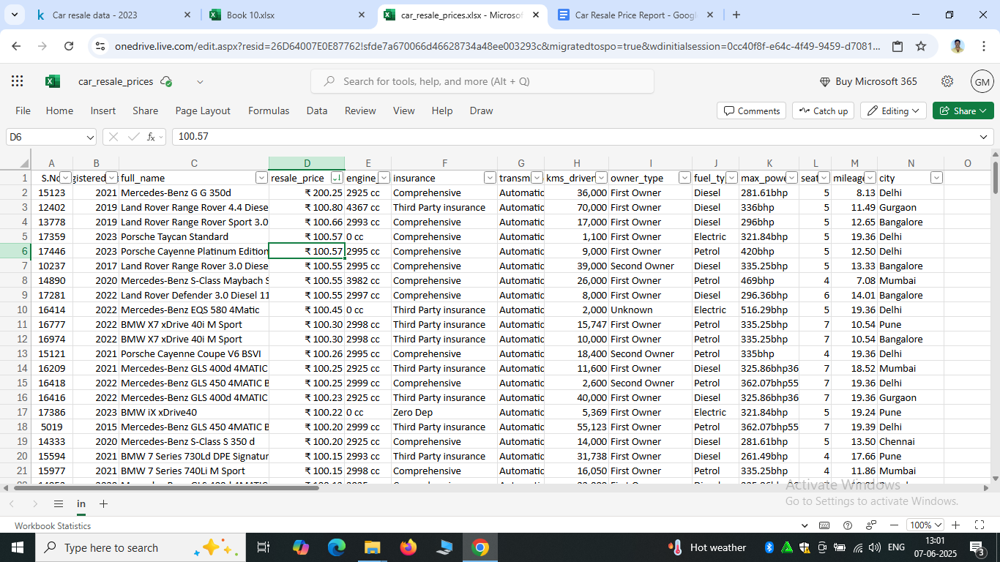 Car resale data - 2023
Book 10.xlsx
car_resale_prices.xlsx - Microsof
Car Resale Price Report - Googl
onedrive.live.com/edit.aspx?resid=26D64007E0E87762!sfde7a670066d46628734a48ee003293c&migratedtospo=true&wdinitialsession=0cc40f8f-e64c-4f49-9459-d7081...
car_resale_prices
Search for tools, help, and more (Alt + Q)
Buy Microsoft 365
GM
File Home Insert Share Page Layout Formulas Data Review View Help Draw
Comments Catch up Editing Share
D6 fx 100.57
A B C D E F G H I J K L M N O
1 S.No gistered full_name resale_price engine insurance transm kms_driven owner_type fuel_ty max_powe seat mileage city
2 15123 2021 Mercedes-Benz G G 350d ₹ 200.25 2925 cc Comprehensive Automatic 36,000 First Owner Diesel 281.61bhp 5 8.13 Delhi
3 12402 2019 Land Rover Range Rover 4.4 Diese ₹ 100.80 4367 cc Third Party insurance Automatic 70,000 First Owner Diesel 336bhp 5 11.49 Gurgaon
4 13778 2019 Land Rover Range Rover Sport 3.0 ₹ 100.66 2993 cc Comprehensive Automatic 17,000 First Owner Diesel 296bhp 5 12.65 Bangalore
5 17359 2023 Porsche Taycan Standard ₹ 100.57 0 cc Comprehensive Automatic 1,100 First Owner Electric 321.84bhp 5 19.36 Delhi
6 17446 2023 Porsche Cayenne Platinum Edition ₹ 100.57 2995 cc Comprehensive Automatic 9,000 First Owner Petrol 420bhp 5 12.50 Delhi
7 10237 2017 Land Rover Range Rover 3.0 Diese ₹ 100.55 2995 cc Comprehensive Automatic 39,000 Second Owner Diesel 335.25bhp 5 13.33 Bangalore
8 14890 2020 Mercedes-Benz S-Class Maybach S ₹ 100.55 3982 cc Comprehensive Automatic 26,000 First Owner Petrol 469bhp 4 7.08 Mumbai
9 17281 2022 Land Rover Defender 3.0 Diesel 11 ₹ 100.55 2997 cc Comprehensive Automatic 8,000 First Owner Diesel 296.36bhp 6 14.01 Bangalore
10 16414 2022 Mercedes-Benz EQS 580 4Matic ₹ 100.45 0 cc Third Party insurance Automatic 2,000 Unknown Electric 516.29bhp 5 19.36 Delhi
11 16777 2022 BMW X7 xDrive 40i M Sport ₹ 100.30 2998 cc Third Party insurance Automatic 15,747 First Owner Petrol 335.25bhp 7 10.54 Pune
12 16974 2022 BMW X7 xDrive 40i M Sport ₹ 100.30 2998 cc Third Party insurance Automatic 10,000 First Owner Petrol 335.25bhp 7 10.54 Bangalore
13 15121 2021 Porsche Cayenne Coupe V6 BSVI ₹ 100.26 2995 cc Comprehensive Automatic 18,400 Second Owner Petrol 335bhp 4 19.36 Delhi
14 16209 2021 Mercedes-Benz GLS 400d 4MATIC ₹ 100.25 2925 cc Third Party insurance Automatic 11,600 First Owner Diesel 325.86bhp36 7 18.52 Mumbai
15 16418 2022 Mercedes-Benz GLS 450 4MATIC B ₹ 100.25 2999 cc Comprehensive Automatic 2,600 Second Owner Petrol 362.07bhp55 7 19.36 Delhi
16 16416 2022 Mercedes-Benz GLS 400d 4MATIC ₹ 100.23 2925 cc Third Party insurance Automatic 40,000 First Owner Diesel 325.86bhp36 7 19.36 Gurgaon
17 17386 2023 BMW iX xDrive40 ₹ 100.22 0 cc Zero Dep Automatic 5,369 First Owner Electric 321.84bhp 5 19.24 Pune
18 5019 2015 Mercedes-Benz GLS 450 4MATIC B ₹ 100.20 2999 cc Third Party insurance Automatic 55,123 First Owner Petrol 362.07bhp55 7 19.39 Delhi
19 14333 2020 Mercedes-Benz S-Class S 350 d ₹ 100.20 2925 cc Comprehensive Automatic 14,000 First Owner Diesel 281.61bhp 5 13.50 Chennai
20 15594 2021 BMW 7 Series 730Ld DPE Signatur ₹ 100.15 2993 cc Third Party insurance Automatic 31,738 First Owner Diesel 261.49bhp 4 17.66 Pune
21 15977 2021 BMW 7 Series 740Li M Sport ₹ 100.15 2998 cc Comprehensive Automatic 16,050 First Owner Petrol 335.25bhp 4 11.86 Mumbai
Activate Windows
Go to Settings to activate Windows.
in
Workbook Statistics
100%
Type here to search
Hot weather
ENG
13:01
07-06-2025
3